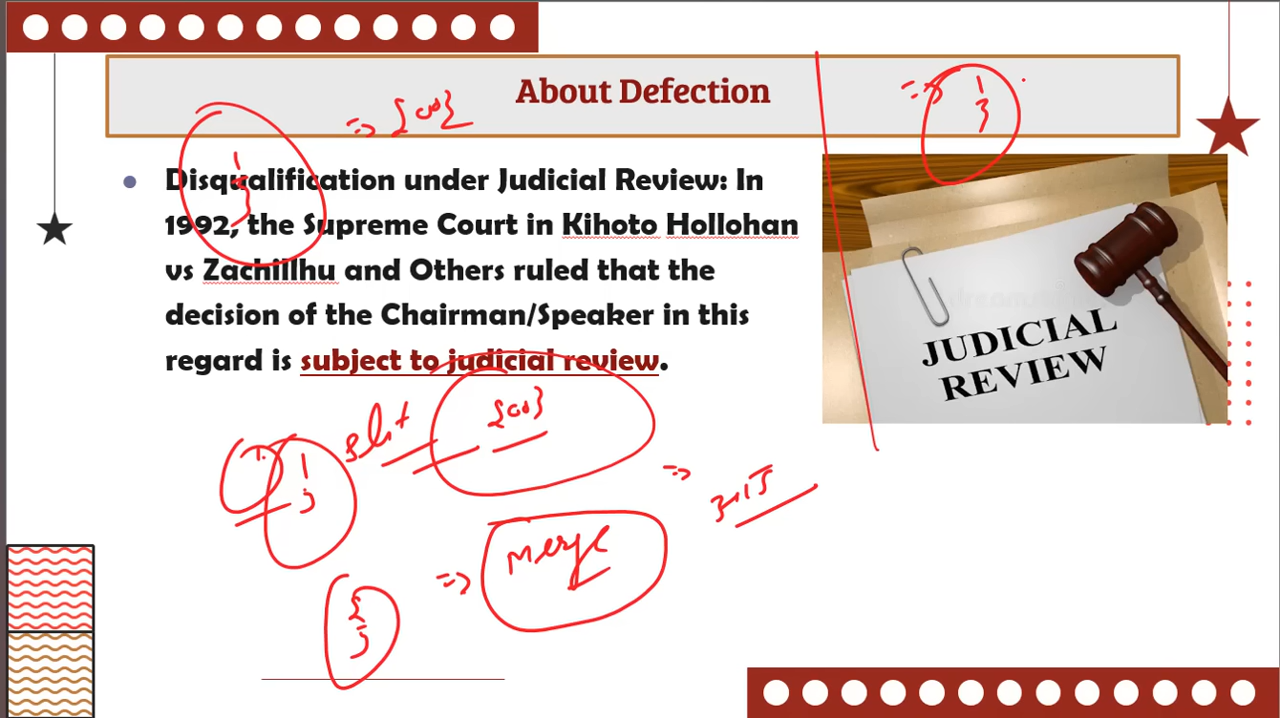 About Defection
Disqualification under Judicial Review: In
1992, the Supreme Court in Kihoto Hollohan
vs Zachillhu and Others ruled that the
decision of the Chairman/Speaker in this
regard is subject to judicial review.
JUDICIAL
REVIEW
1
3
1
3
1
3
split
2
3
=> Merge